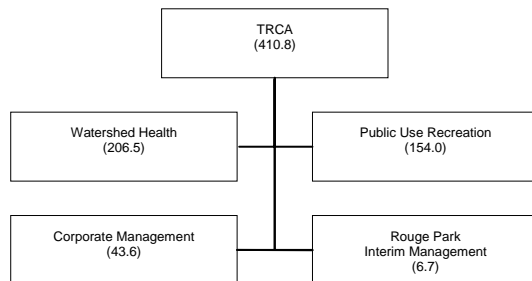 TRCA
(410.8)
Watershed Health
(206.5)
Public Use Recreation
(154.0)
Corporate Management
(43.6)
Rouge Park
Interim Management
(6.7)